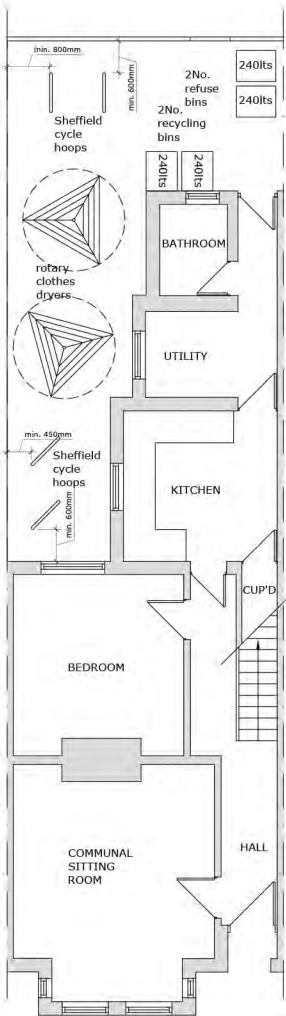 min. 800mm
min. 600mm
240lts
240lts
2No.
refuse
bins
2No.
recycling
bins
240lts
240lts
Sheffield
cycle
hoops
BATHROOM
rotary
clothes
dryers
UTILITY
min. 450mm
Sheffield
cycle
hoops
min. 600mm
KITCHEN
CUP'D
BEDROOM
COMMUNAL
SITTING
ROOM
HALL